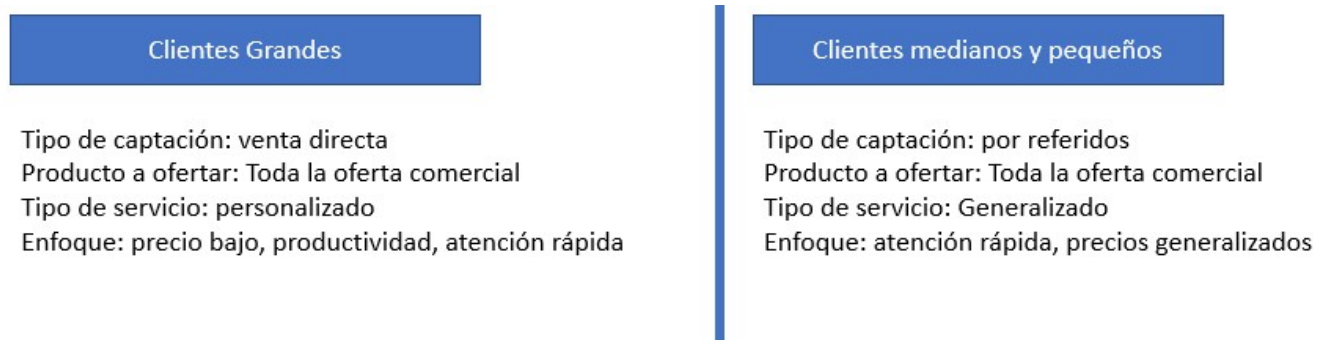 Clientes Grandes
Tipo de captación: venta directa
Producto a ofertar: Toda la oferta comercial
Tipo de servicio: personalizado
Enfoque: precio bajo, productividad, atención rápida
Clientes medianos y pequeños
Tipo de captación: por referidos
Producto a ofertar: Toda la oferta comercial
Tipo de servicio: Generalizado
Enfoque: atención rápida, precios generalizados